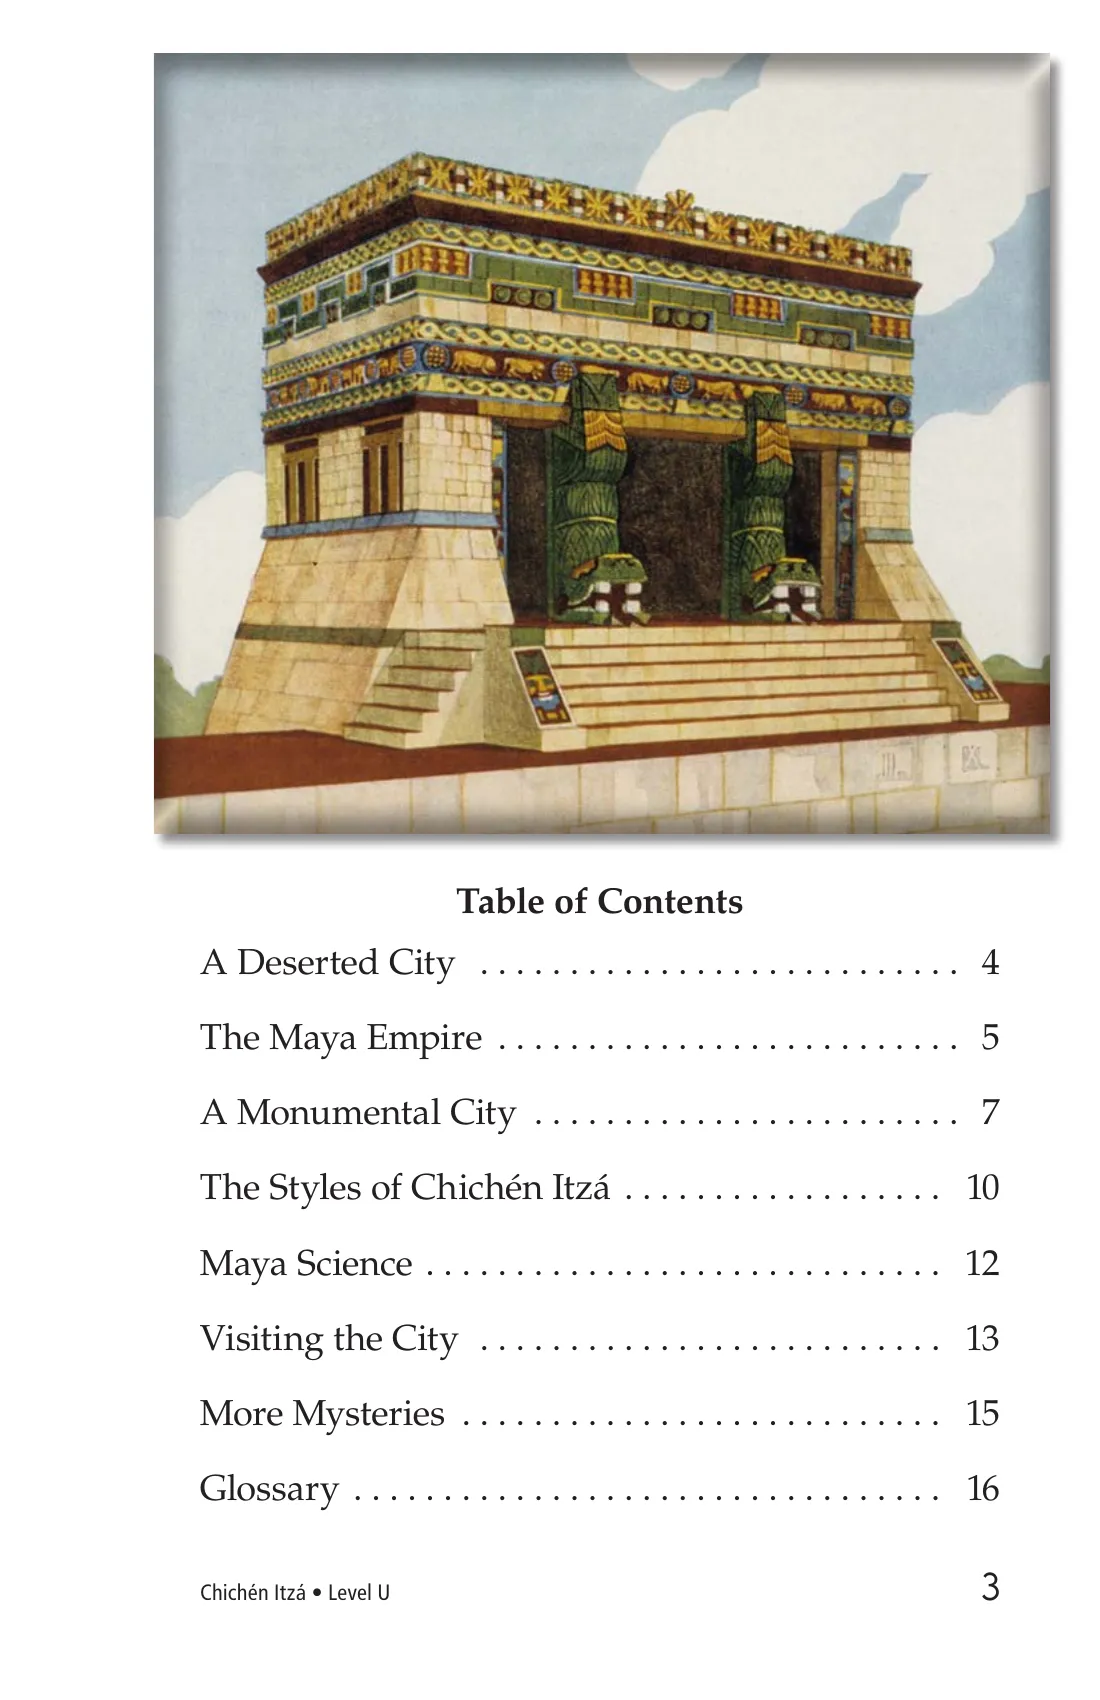 Table of Contents
A Deserted City . . . . . . . . . . . . . . . . . . . . . . . . . . . 4
The Maya Empire . . . . . . . . . . . . . . . . . . . . . . . . . . 5
A Monumental City . . . . . . . . . . . . . . . . . . . . . . . . 7
The Styles of Chichén Itzá . . . . . . . . . . . . . . . . . . 10
Maya Science . . . . . . . . . . . . . . . . . . . . . . . . . . . . . 12
Visiting the City . . . . . . . . . . . . . . . . . . . . . . . . . . 13
More Mysteries . . . . . . . . . . . . . . . . . . . . . . . . . . . 15
Glossary . . . . . . . . . . . . . . . . . . . . . . . . . . . . . . . . . 16
Chichén Itzá • Level U 3